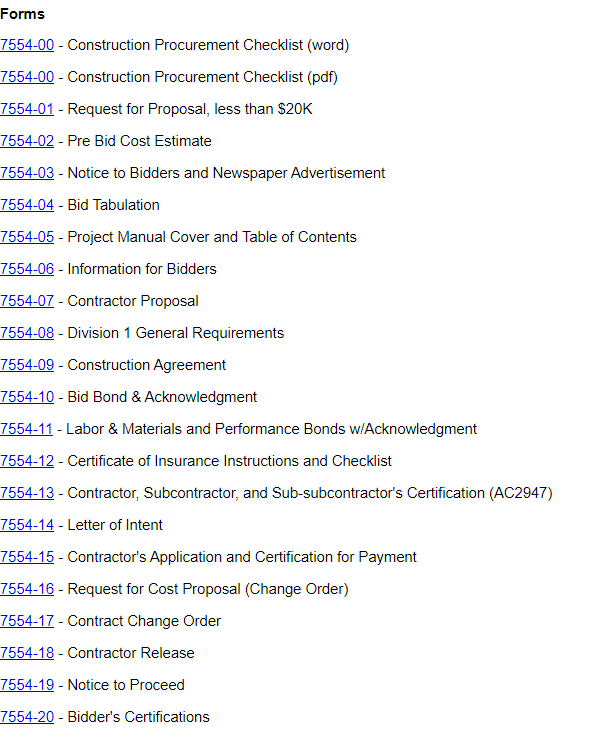 Forms
7554-00 - Construction Procurement Checklist (word)
7554-00 - Construction Procurement Checklist (pdf)
7554-01 - Request for Proposal, less than $20K
7554-02 - Pre Bid Cost Estimate
7554-03 - Notice to Bidders and Newspaper Advertisement
7554-04 - Bid Tabulation
7554-05 - Project Manual Cover and Table of Contents
7554-06 - Information for Bidders
7554-07 - Contractor Proposal
7554-08 - Division 1 General Requirements
7554-09 - Construction Agreement
7554-10 - Bid Bond & Acknowledgment
7554-11 - Labor & Materials and Performance Bonds w/Acknowledgment
7554-12 - Certificate of Insurance Instructions and Checklist
7554-13 - Contractor, Subcontractor, and Sub-subcontractor's Certification (AC2947)
7554-14 - Letter of Intent
7554-15 - Contractor's Application and Certification for Payment
7554-16 - Request for Cost Proposal (Change Order)
7554-17 - Contract Change Order
7554-18 - Contractor Release
7554-19 - Notice to Proceed
7554-20 - Bidder's Certifications